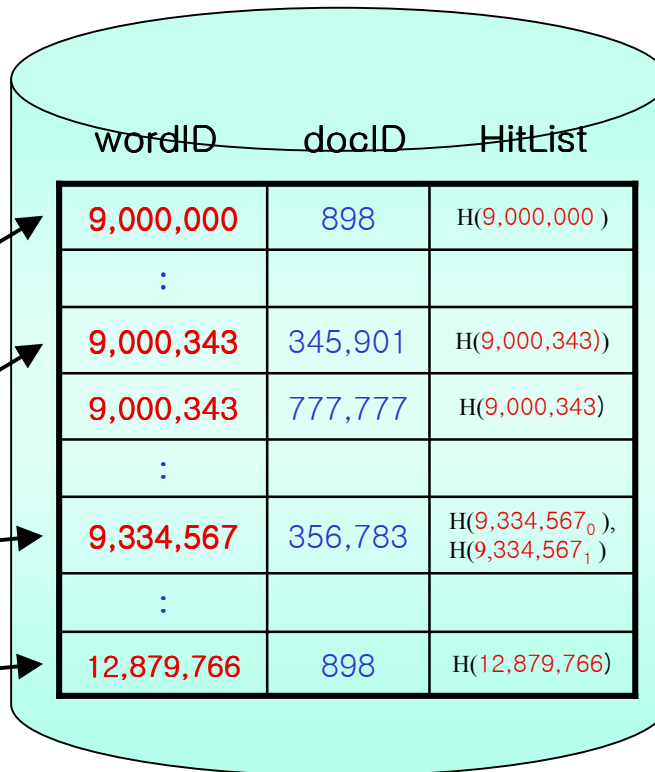 wordID docID HitList
9,000,000 898 H(9,000,000 )
:
9,000,343 345,901 H(9,000,343))
9,000,343 777,777 H(9,000,343)
:
9,334,567 356,783 H(9,334,567₀ ),
H(9,334,567₁ )
:
12,879,766 898 H(12,879,766)